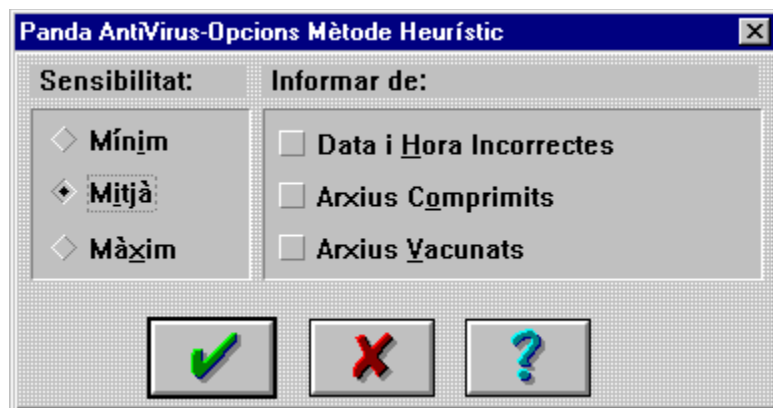 Panda AntiVirus-Opcions Mètode Heurístic
Sensibilitat:
Mínim
Mitjà
Màxim
Informar de:
Data i Hora Incorrectes
Arxius Comprimits
Arxius Vacunats